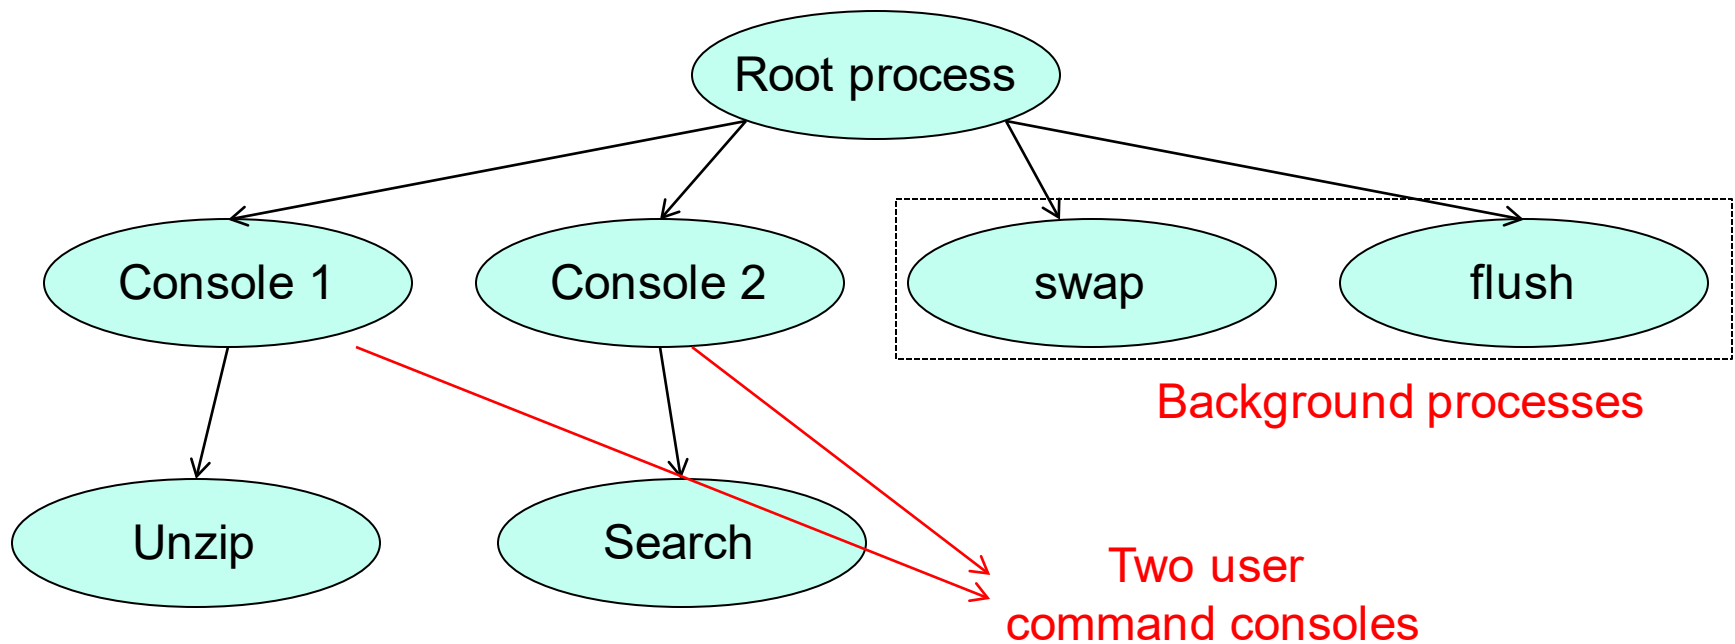 Root process
Console 1
Console 2
swap
flush
Background processes
Unzip
Search
Two user
command consoles